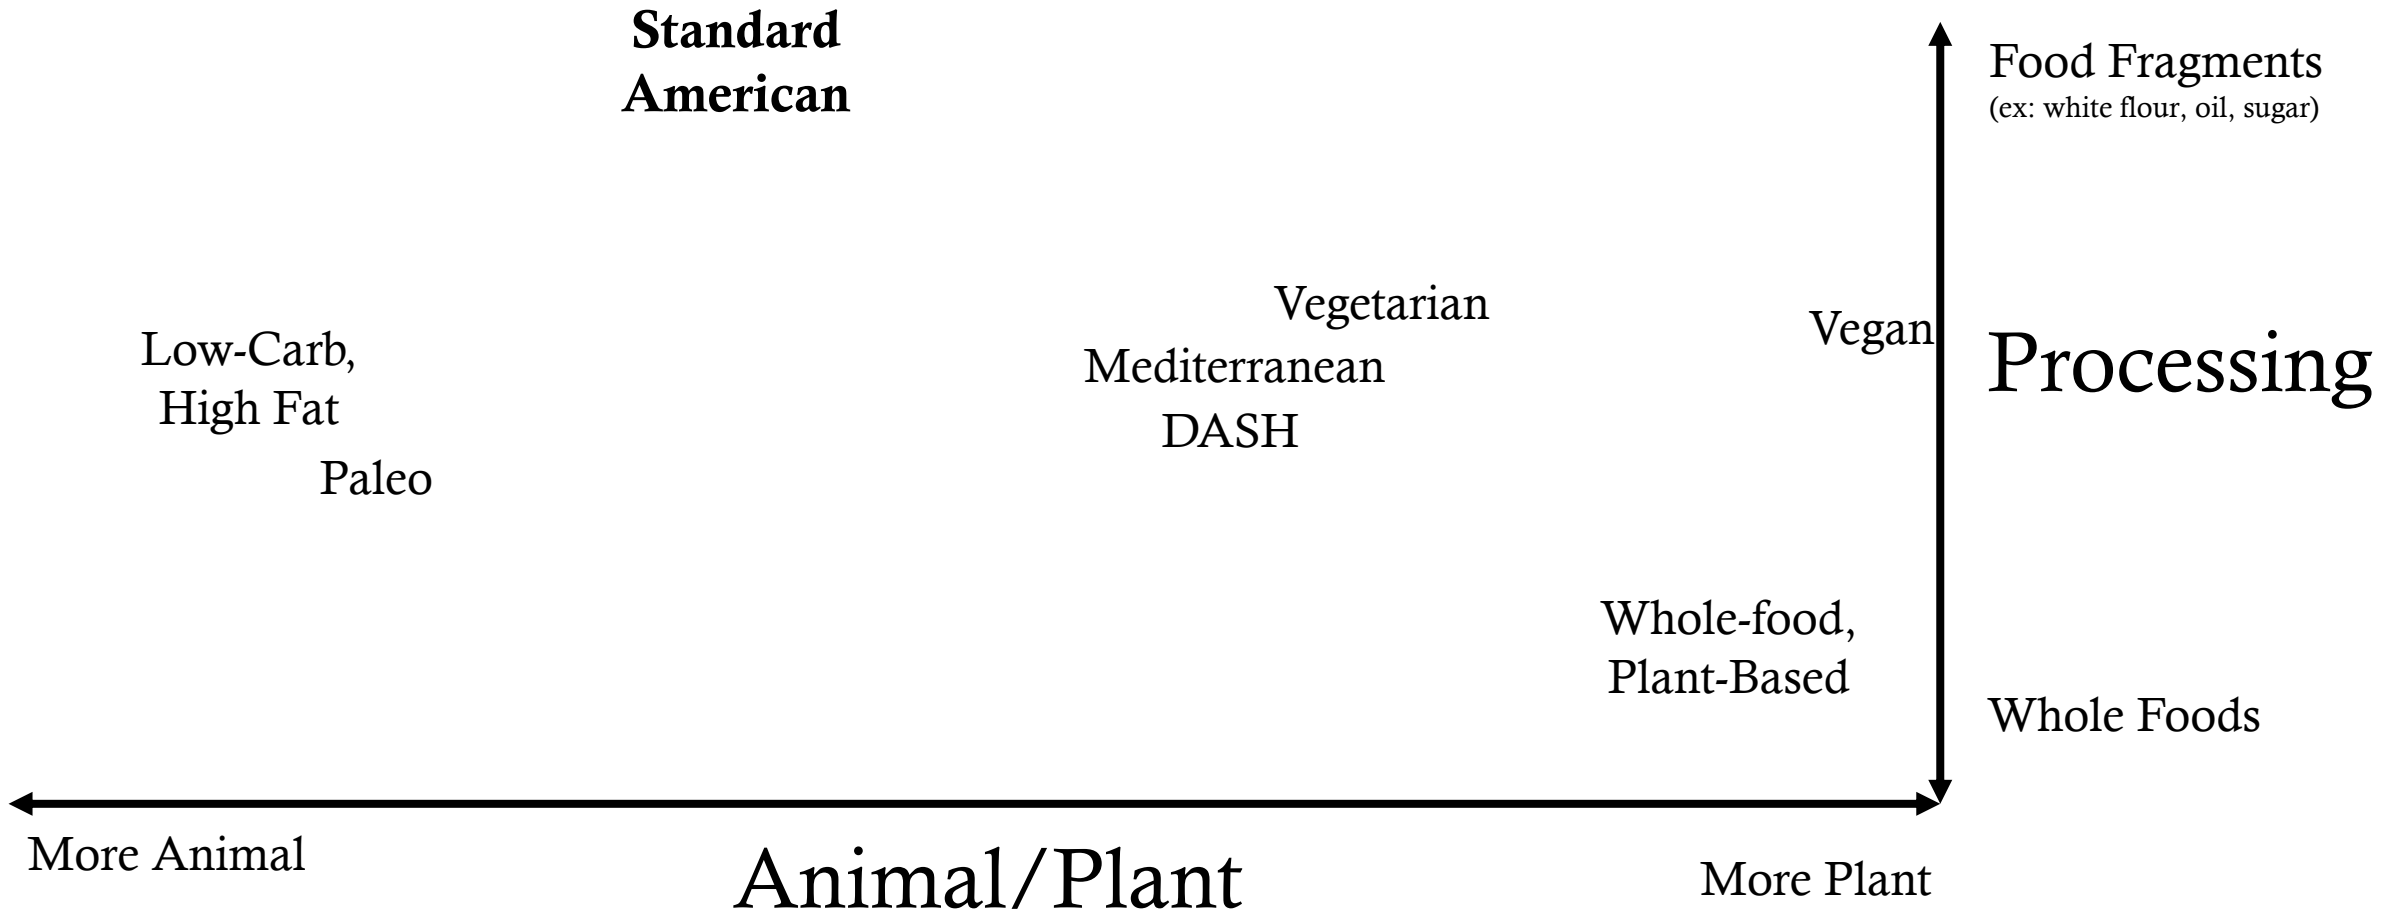 Standard
American
Food Fragments
(ex: white flour, oil, sugar)
Vegetarian
Vegan
Low-Carb,
High Fat
Mediterranean
Processing
DASH
Paleo
Whole-food,
Plant-Based
Whole Foods
More Animal
Animal/Plant
More Plant